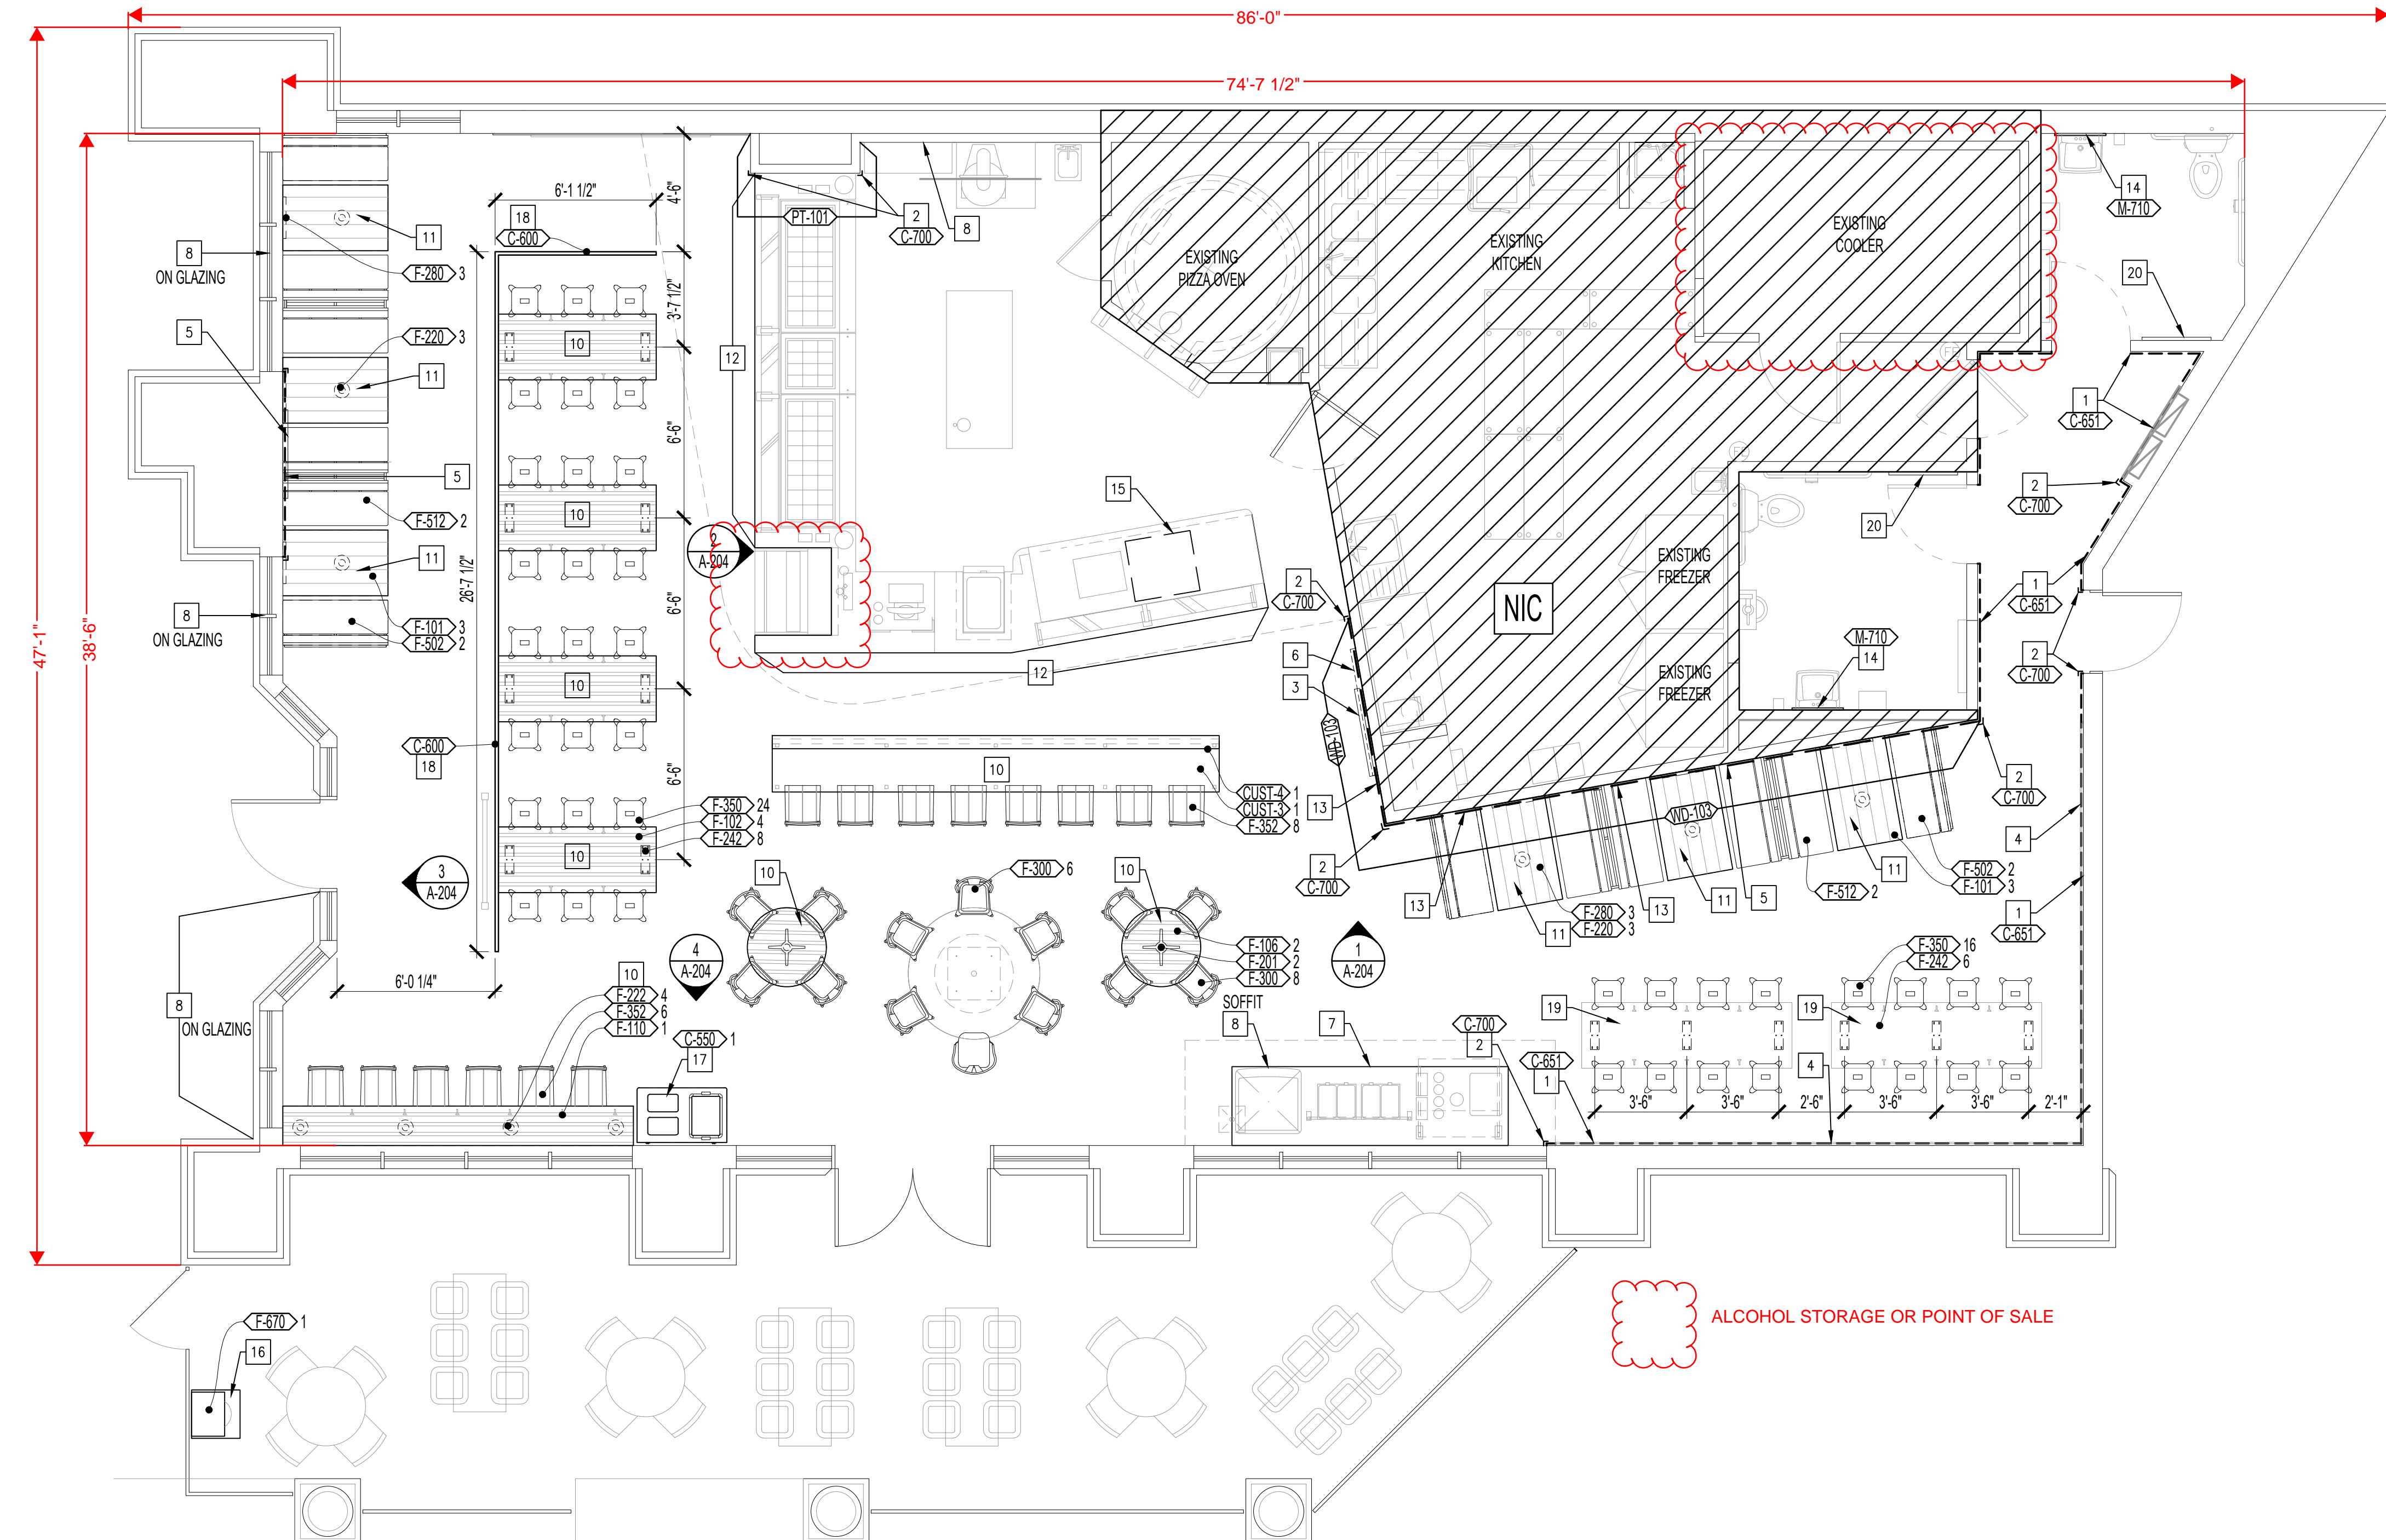 86'-0"
74'-7 1/2"
47'-1"
38'-6"
6'-1 1/2"
4'-6"
18
C-600
3'-7 1/2"
6'-6"
6'-6"
6'-6"
26'-7 1/2"
8
ON GLAZING
11
F-280 3
5
F-220 3
11
5
F-512 2
11
8
ON GLAZING
F-101 3
F-502 2
10
10
10
10
C-600
18
F-350 24
F-102 4
F-242 8
3
A-204
6'-0 1/4"
8
ON GLAZING
PT-101
2
C-700
8
12
2
A-204
15
12
EXISTING
PIZZA OVEN
EXISTING
KITCHEN
EXISTING
COOLER
FE
14
M-710
20
1
C-651
2
C-700
FE
20
EXISTING
FREEZER
NIC
EXISTING
FREEZER
M-710
14
1
C-651
2
C-700
2
C-700
6
3
WD-103
13
2
C-700
10
CUST-4 1
CUST-3 1
F-352 8
WD-103
13
11
F-280 3
F-220 3
13
11
5
F-512 2
11
F-502 2
F-101 3
2
C-700
4
1
C-651
10
F-300 6
10
F-106 2
F-201 2
F-300 8
1
A-204
4
A-204
10
F-222 4
F-352 6
F-110 1
C-550 1
17
SOFFIT
8
7
C-700
2
C-651
1
19
19
F-350 16
F-242 6
4
3'-6"
3'-6"
2'-6"
3'-6"
3'-6"
2'-1"
F-670 1
16
ALCOHOL STORAGE OR POINT OF SALE